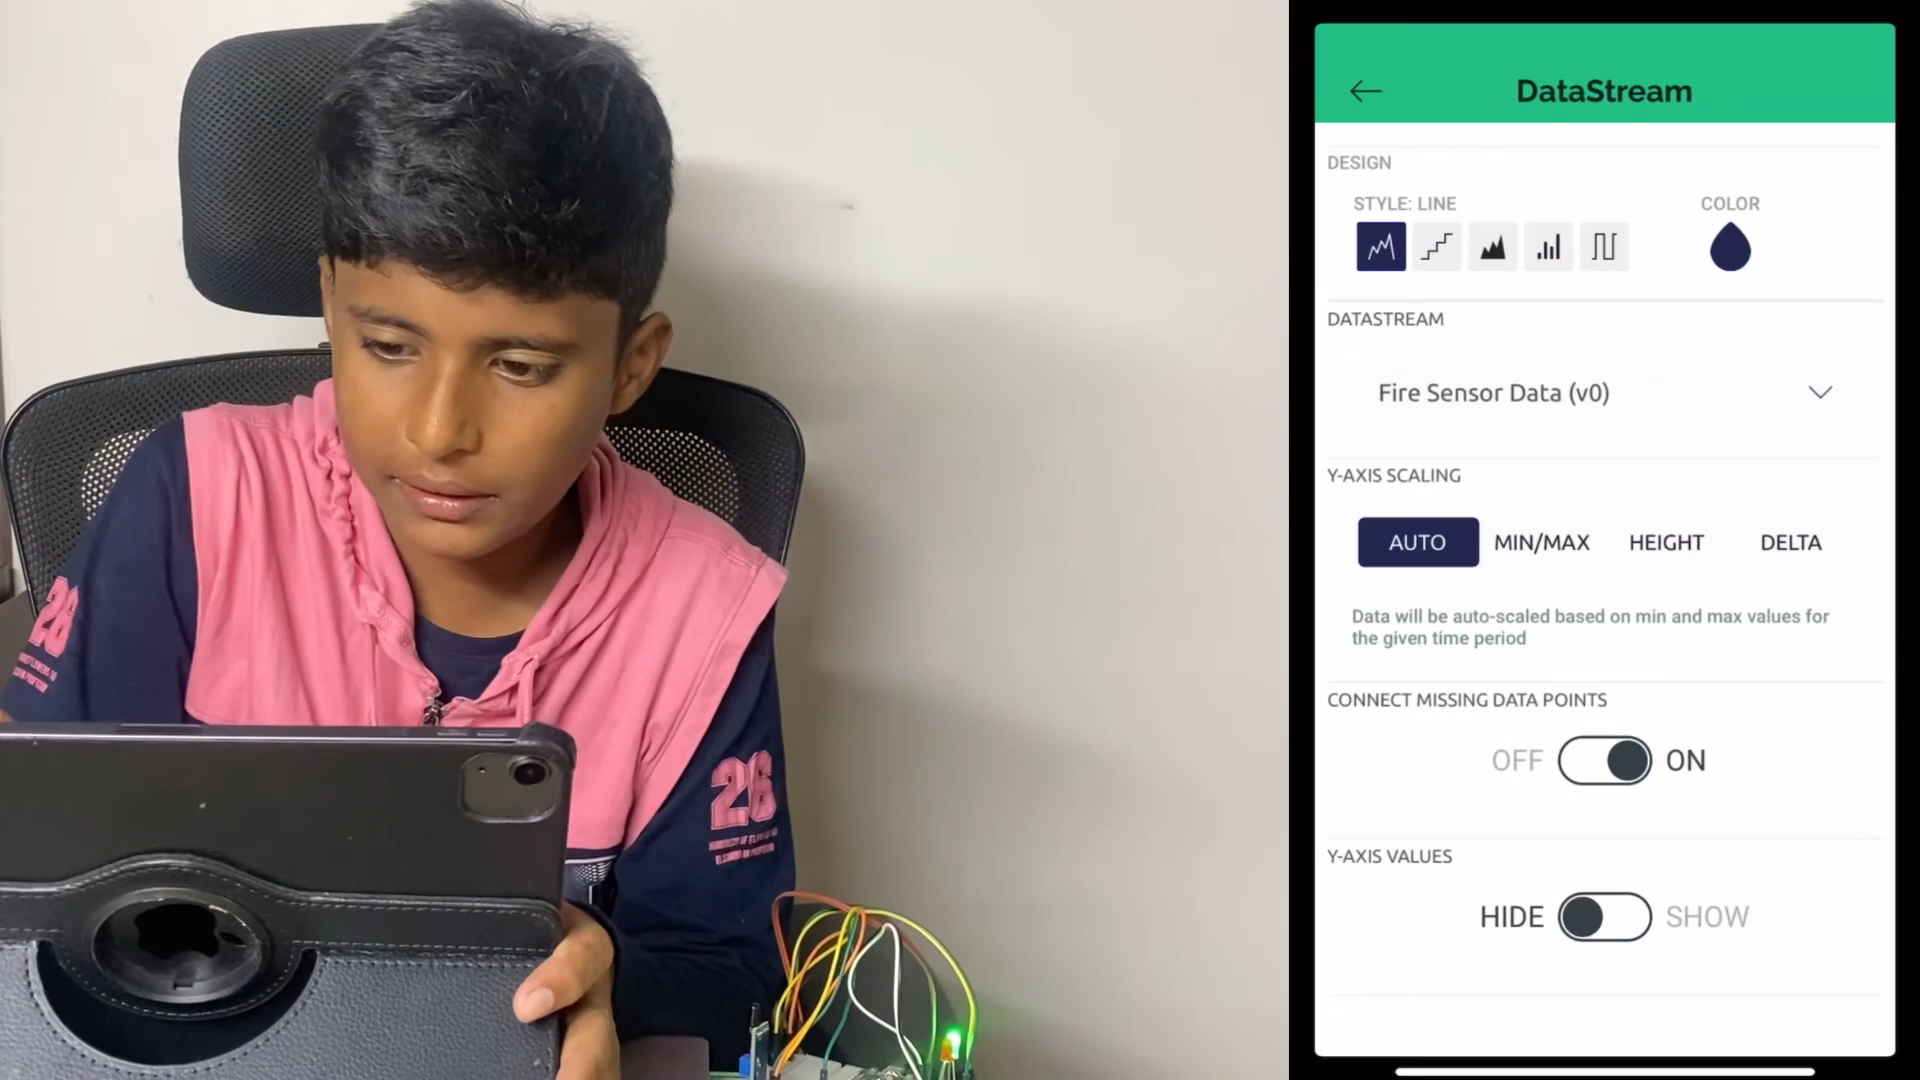 DataStream
DESIGN
STYLE: LINE
COLOR
DATASTREAM
Fire Sensor Data (v0)
Y-AXIS SCALING
AUTO MIN/MAX HEIGHT DELTA
Data will be auto-scaled based on min and max values for
the given time period
CONNECT MISSING DATA POINTS
OFF ON
Y-AXIS VALUES
HIDE SHOW
26
26